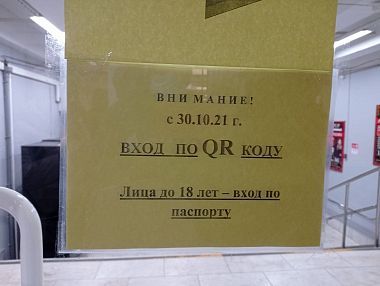 ВНИ МАНИЕ!
с 30.10.21 г.
ВХОД ПО QR КОДУ
Лица до 18 лет – вход по
паспорту